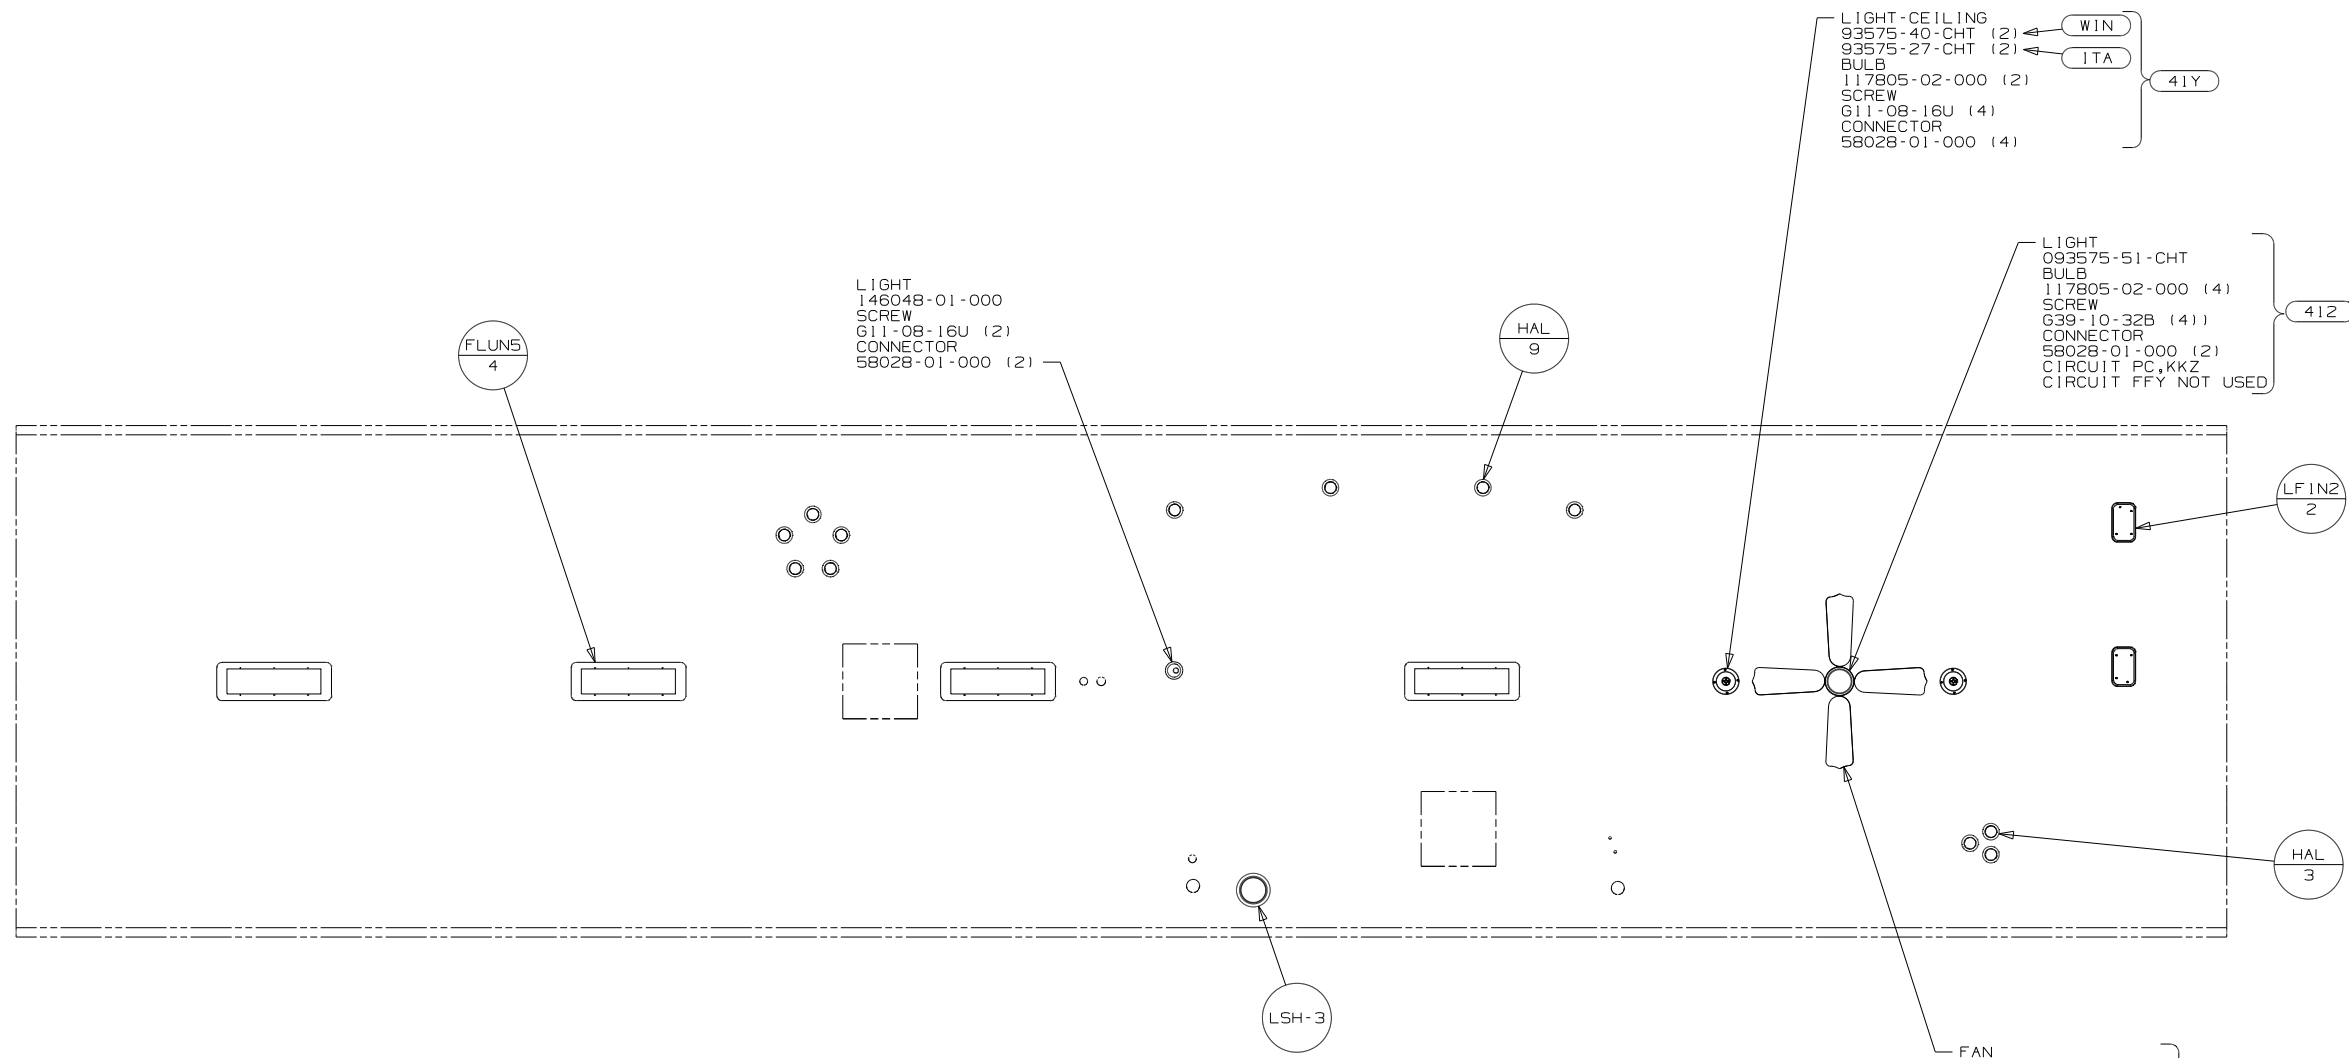 LIGHT-CEILING
93575-40-CHT (2)
93575-27-CHT (2)
BULB
117805-02-000 (2)
SCREW
G11-08-16U (4)
CONNECTOR
58028-01-000 (4)
WIN
ITA
41Y
LIGHT
093575-51-CHT
BULB
117805-02-000 (4)
SCREW
G39-10-32B (4))
CONNECTOR
58028-01-000 (2)
CIRCUIT PC,KKZ
CIRCUIT FFY NOT USED
412
LIGHT
146048-01-000
SCREW
G11-08-16U (2)
CONNECTOR
58028-01-000 (2)
FLUN5
4
HAL
9
LFIN2
2
HAL
3
LSH-3
FAN